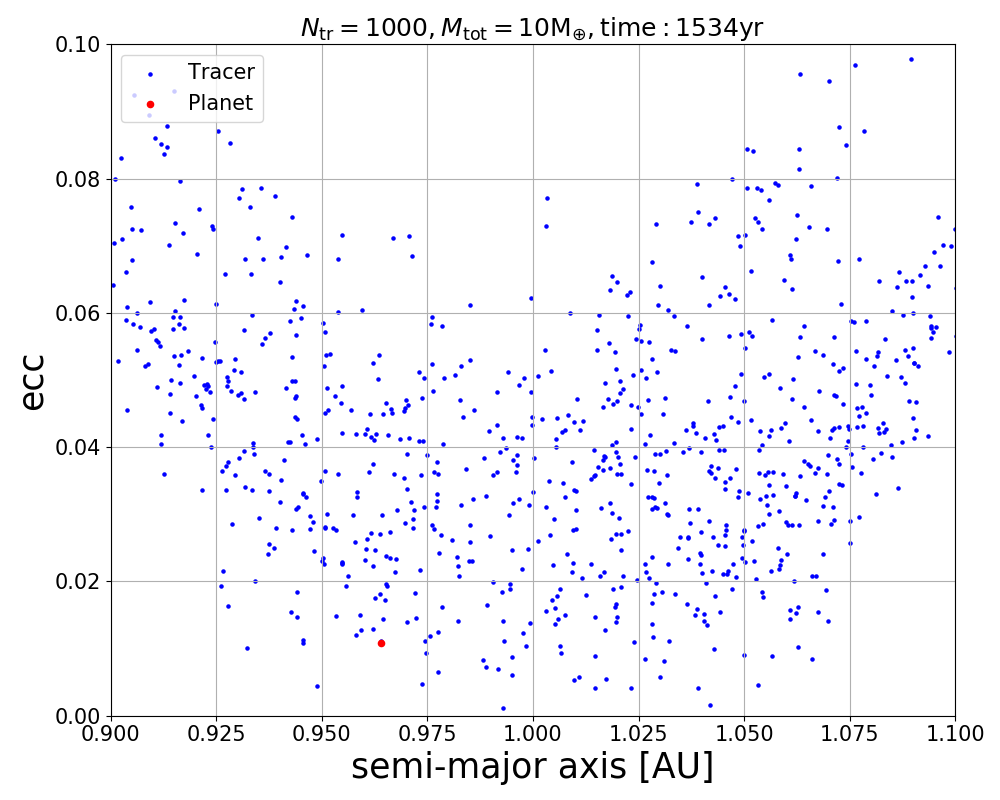 N_tr = 1000, M_tot = 10M_⊕, time : 1534yr
Tracer
Planet
ecc
0.10
0.08
0.06
0.04
0.02
0.00
0.900 0.925 0.950 0.975 1.000 1.025 1.050 1.075 1.100
semi-major axis [AU]